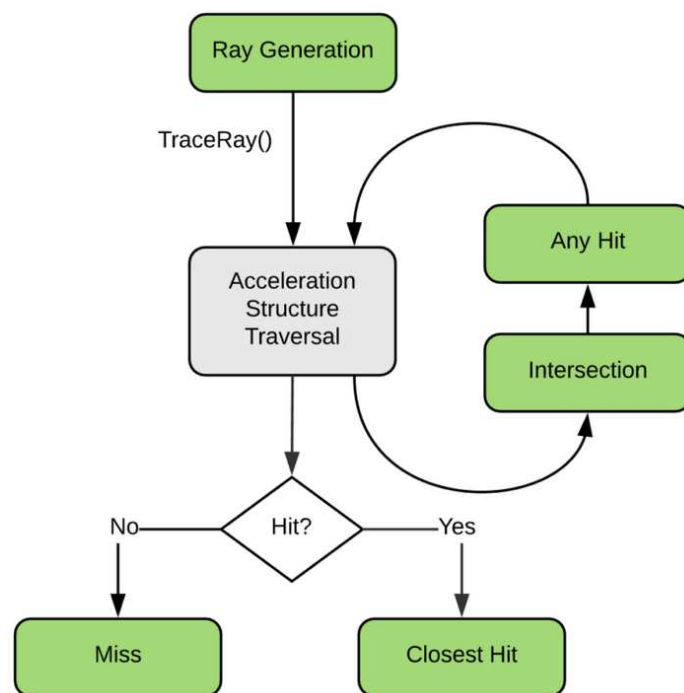 Ray Generation
TraceRay()
Any Hit
Acceleration
Structure
Traversal
Intersection
Hit?
No
Yes
Miss
Closest Hit